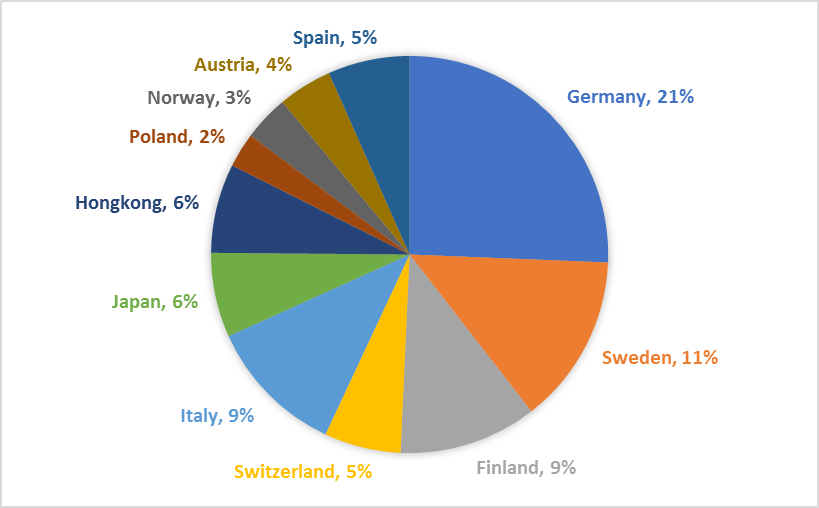 Spain, 5%
Austria, 4%
Germany, 21%
Norway, 3%
Poland, 2%
Hongkong, 6%
Japan, 6%
Sweden, 11%
Italy, 9%
Switzerland, 5%
Finland, 9%